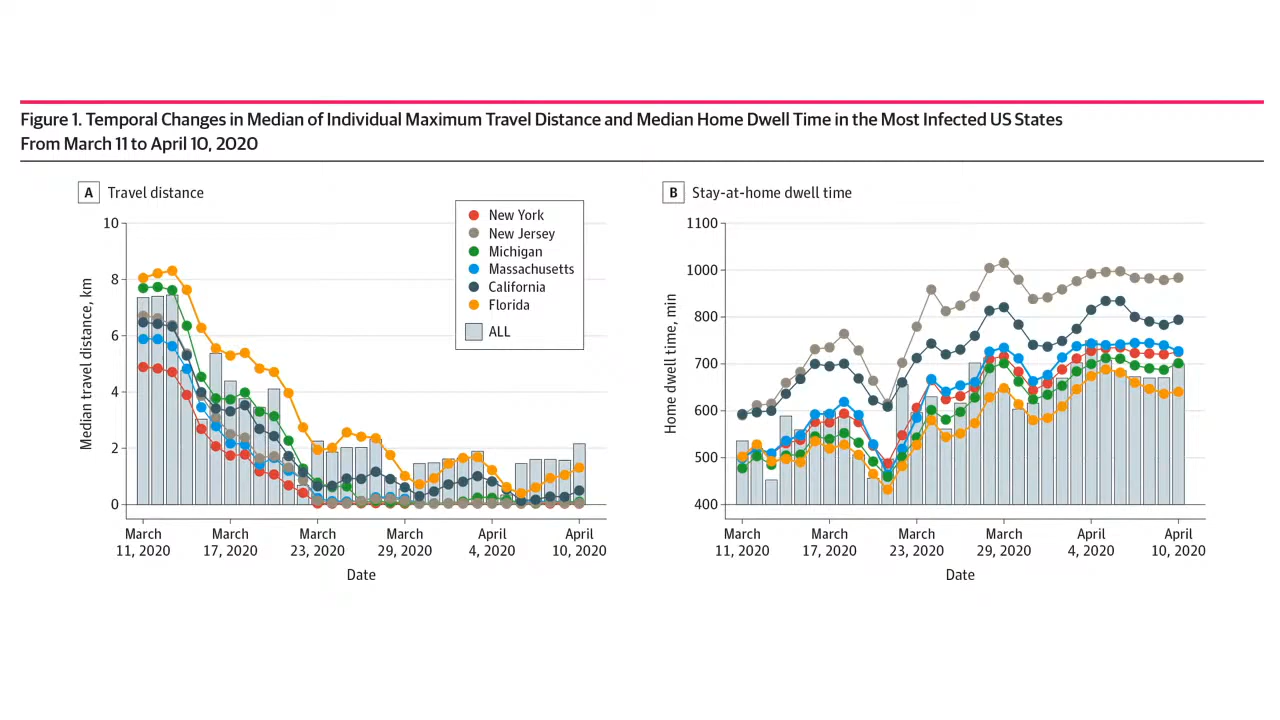 Figure 1. Temporal Changes in Median of Individual Maximum Travel Distance and Median Home Dwell Time in the Most Infected US States
From March 11 to April 10, 2020
A Travel distance
10
8
6
4
2
0
Median travel distance, km
New York
New Jersey
Michigan
Massachusetts
California
Florida
ALL
March March March March April April
11, 2020 17, 2020 23, 2020 29, 2020 4, 2020 10, 2020
Date
B Stay-at-home dwell time
1100
1000
800
700
600
500
400
Home dwell time, min
March March March March April April
11, 2020 17, 2020 23, 2020 29, 2020 4, 2020 10, 2020
Date